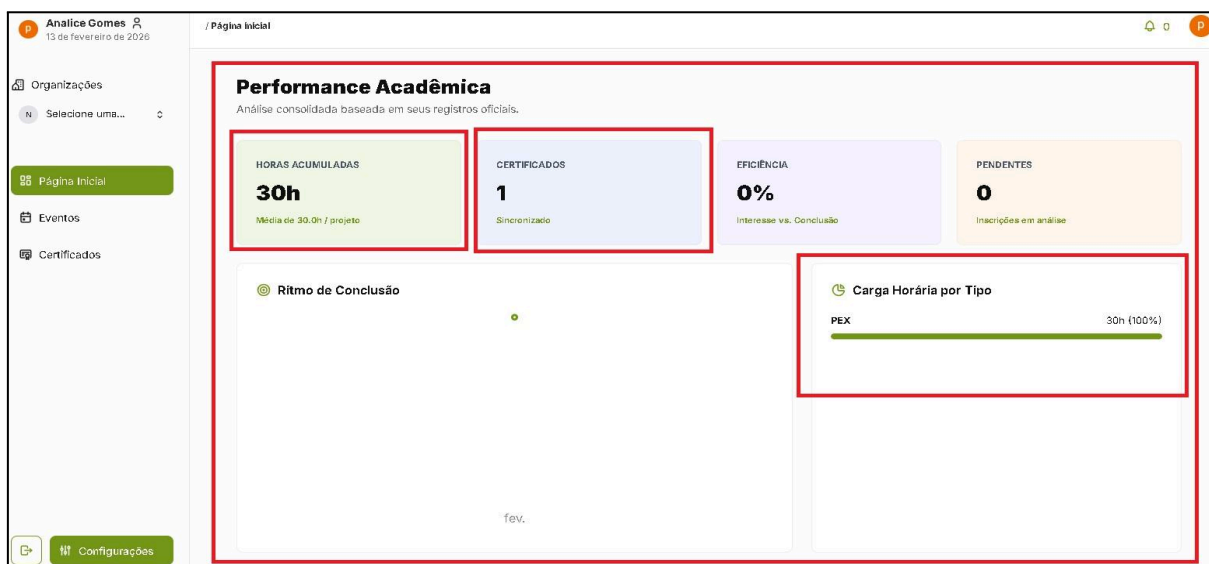 P
Analice Gomes
13 de fevereiro de 2026
/ Página inicial
0
P
Organizações
N Selecione uma...
Página Inicial
Eventos
Certificados
Configurações
Performance Acadêmica
Análise consolidada baseada em seus registros oficiais.
HORAS ACUMULADAS
30h
Média de 30.0h / projeto
CERTIFICADOS
1
Sincronizado
EFICIÊNCIA
0%
Interesse vs. Conclusão
PENDENTES
0
Inscrições em análise
Ritmo de Conclusão
fev.
Carga Horária por Tipo
PEX 30h (100%)